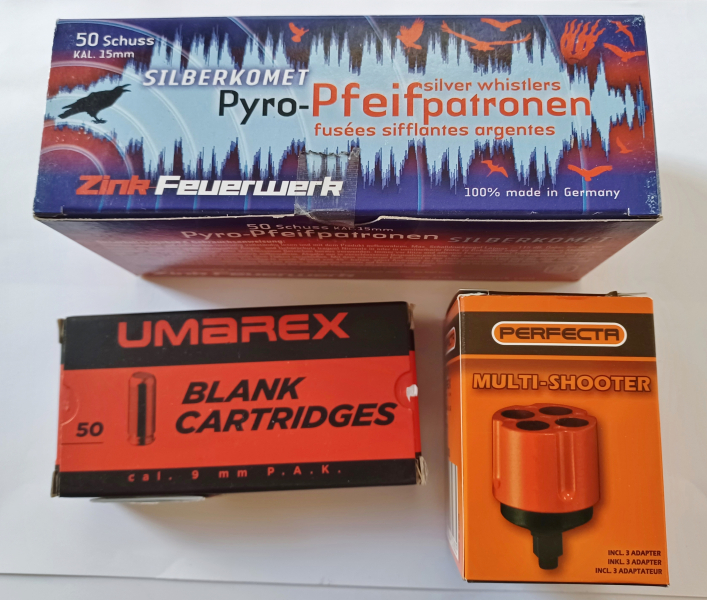 50 Schuss
KAL. 15mm
SILBERKOMET
silver whistlers
Pyro-Pfeifpatronen
fusées sifflantes argentes
Zink Feuerwerk
100% made in Germany
50 Schuss KAL. 15mm
Pyro-Pfeifpatronen SILBERKOMET
Zink Feuerwerk
UMAREX
BLANK
CARTRIDGES
50
cal. 9 mm P.A.K.
PERFECTA
MULTI-SHOOTER
INCL. 3 ADAPTER
INKL. 3 ADAPTER
INCL. 3 ADAPTATEUR